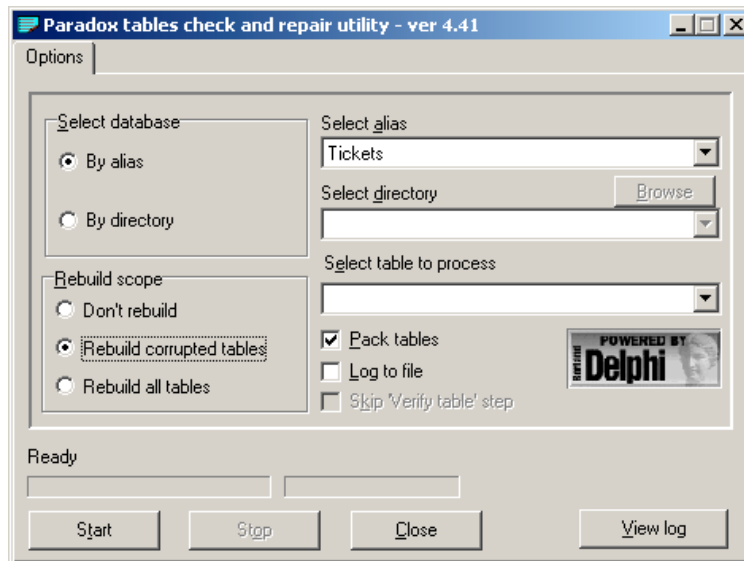 Paradox tables check and repair utility - ver 4.41
Options
Select database
By alias
By directory
Select alias
Tickets
Select directory
Browse
Rebuild scope
Don't rebuild
Rebuild corrupted tables
Rebuild all tables
Select table to process
Pack tables
Log to file
Skip 'Verify table' step
POWERED BY
Borland
Delphi
Ready
Start
Stop
Close
View log